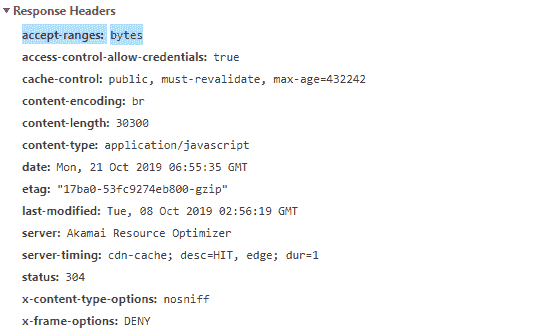 Response Headers
accept-ranges: bytes
access-control-allow-credentials: true
cache-control: public, must-revalidate, max-age=432242
content-encoding: br
content-length: 30300
content-type: application/javascript
date: Mon, 21 Oct 2019 06:55:35 GMT
etag: "17ba0-53fc9274eb800-gzip"
last-modified: Tue, 08 Oct 2019 02:56:19 GMT
server: Akamai Resource Optimizer
server-timing: cdn-cache; desc=HIT, edge; dur=1
status: 304
x-content-type-options: nosniff
x-frame-options: DENY